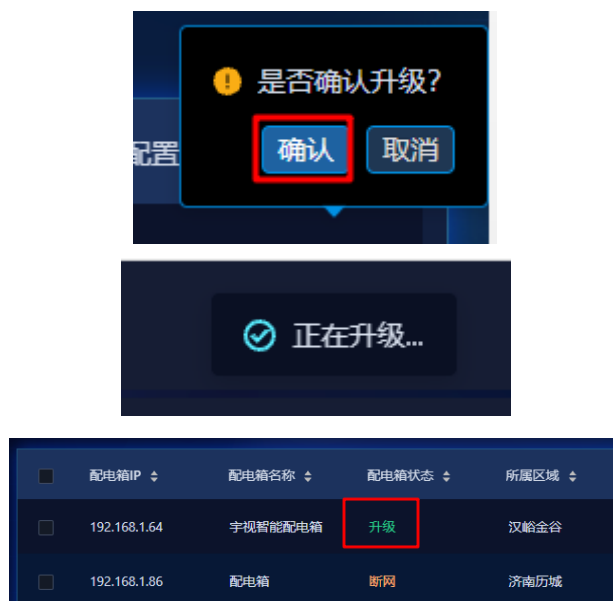 是否确认升级?
配置
确认 取消
正在升级...
配电箱IP 配电箱名称 配电箱状态 所属区域
192.168.1.64 宇视智能配电箱 升级 汉峪金谷
192.168.1.86 配电箱 断网 济南历城